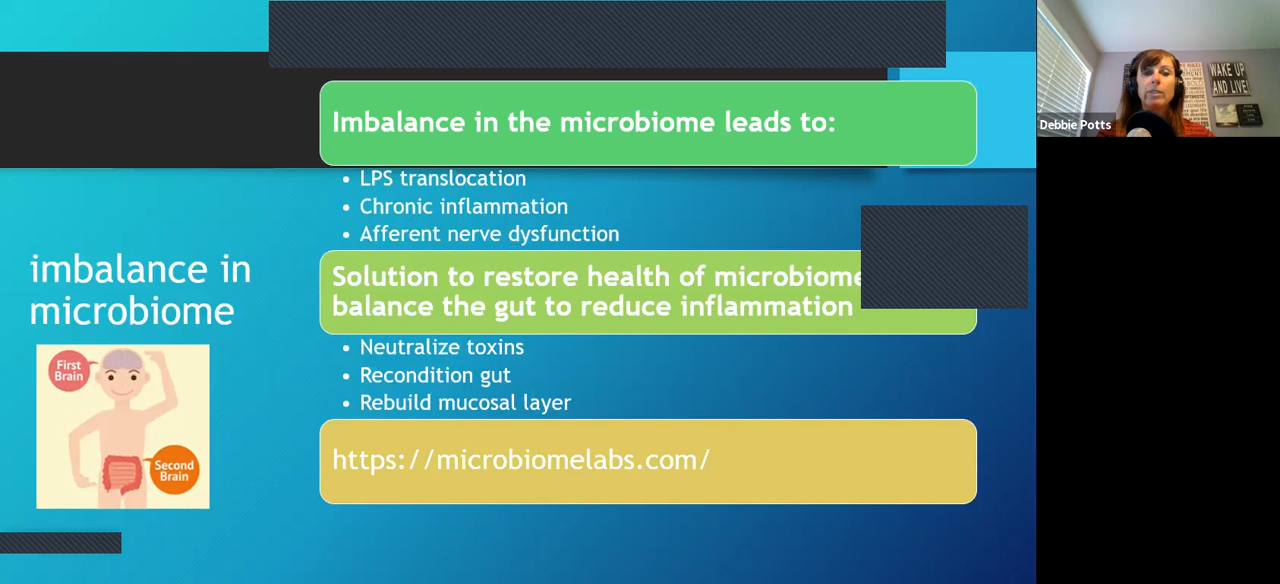 Imbalance in the microbiome leads to:
• LPS translocation
• Chronic inflammation
• Afferent nerve dysfunction
imbalance in
microbiome
Solution to restore health of microbiome
balance the gut to reduce inflammation
• Neutralize toxins
• Recondition gut
• Rebuild mucosal layer
First
Brain
Second
Brain
https://microbiomelabs.com/
WAKE UP
AND LIVE!
Debbie Potts